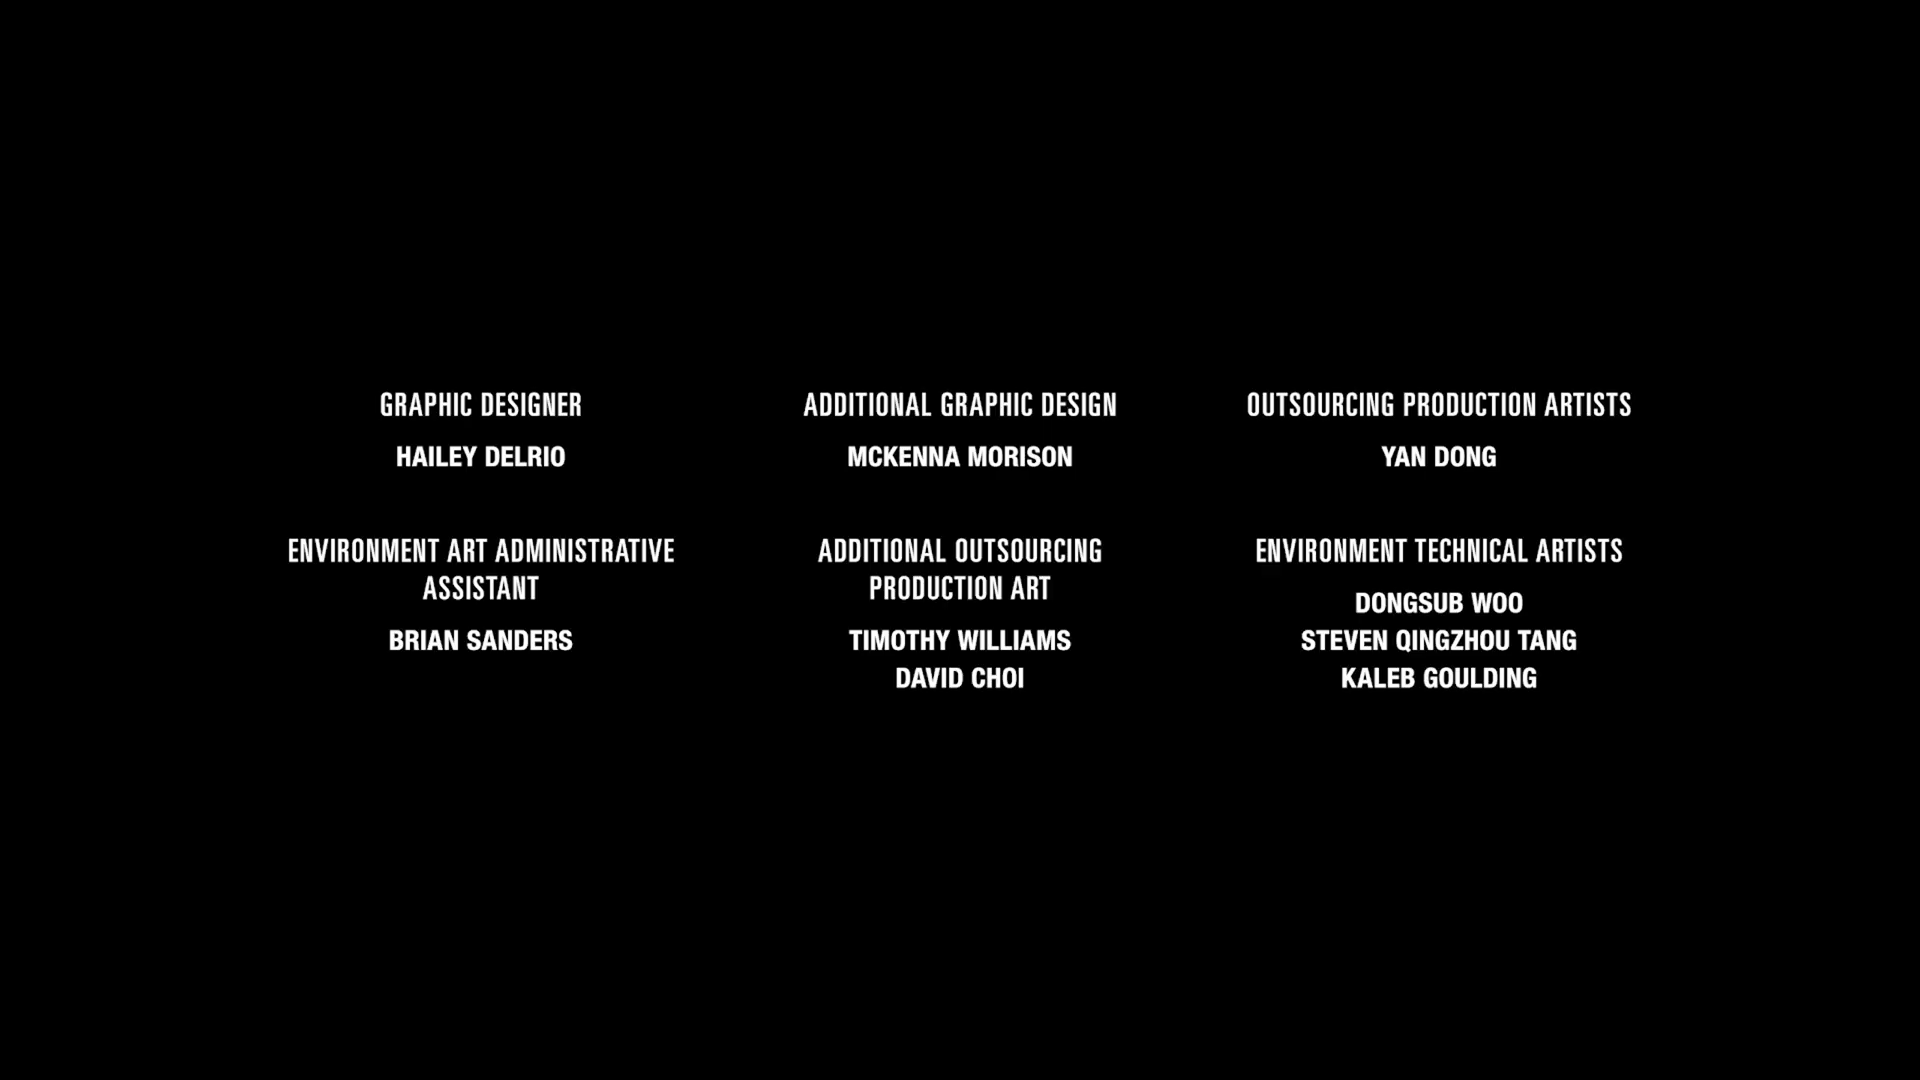 GRAPHIC DESIGNER
HAILEY DELRIO
ADDITIONAL GRAPHIC DESIGN
MCKENNA MORISON
OUTSOURCING PRODUCTION ARTISTS
YAN DONG
ENVIRONMENT ART ADMINISTRATIVE
ASSISTANT
BRIAN SANDERS
ADDITIONAL OUTSOURCING
PRODUCTION ART
TIMOTHY WILLIAMS
DAVID CHOI
ENVIRONMENT TECHNICAL ARTISTS
DONGSUB WOO
STEVEN QINGZHOU TANG
KALEB GOULDING